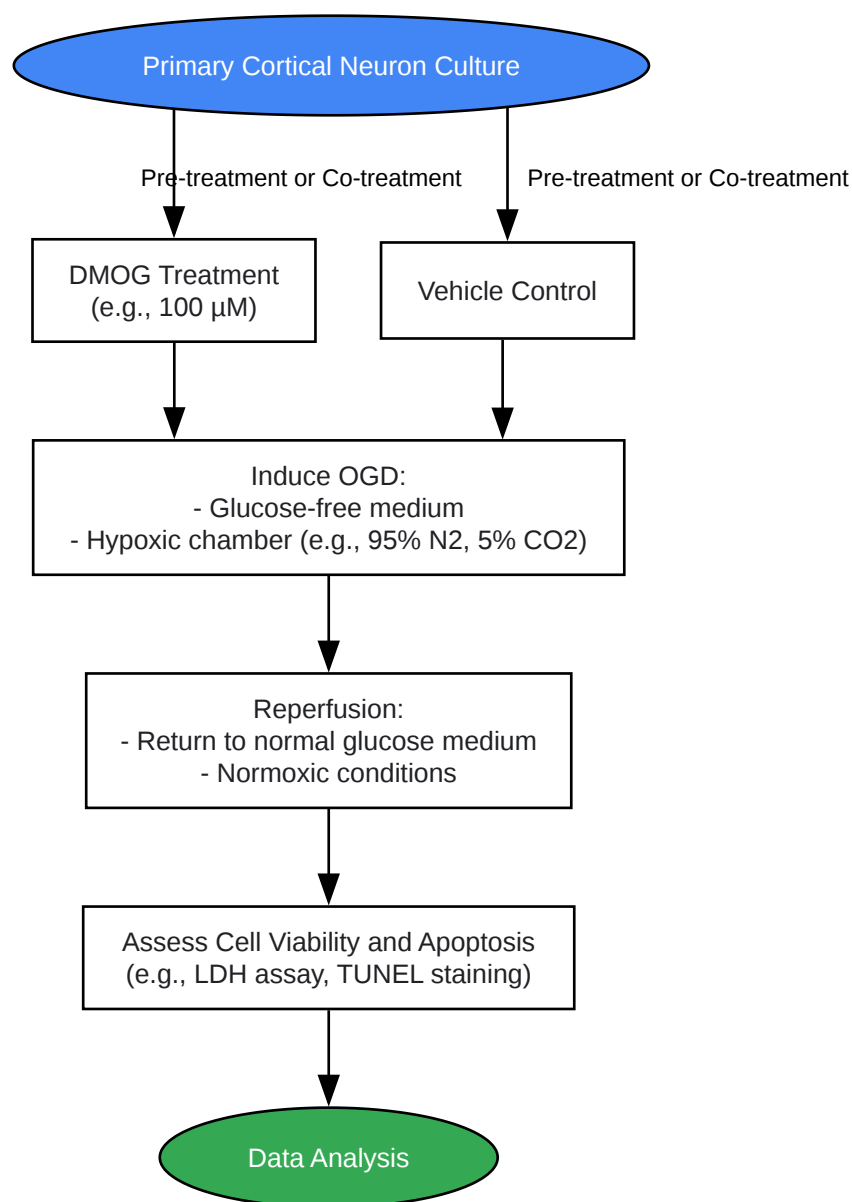 Primary Cortical Neuron Culture
Pre-treatment or Co-treatment
Pre-treatment or Co-treatment
DMOG Treatment
(e.g., 100 µM)
Vehicle Control
Induce OGD:
- Glucose-free medium
- Hypoxic chamber (e.g., 95% N2, 5% CO2)
Reperfusion:
- Return to normal glucose medium
- Normoxic conditions
Assess Cell Viability and Apoptosis
(e.g., LDH assay, TUNEL staining)
Data Analysis